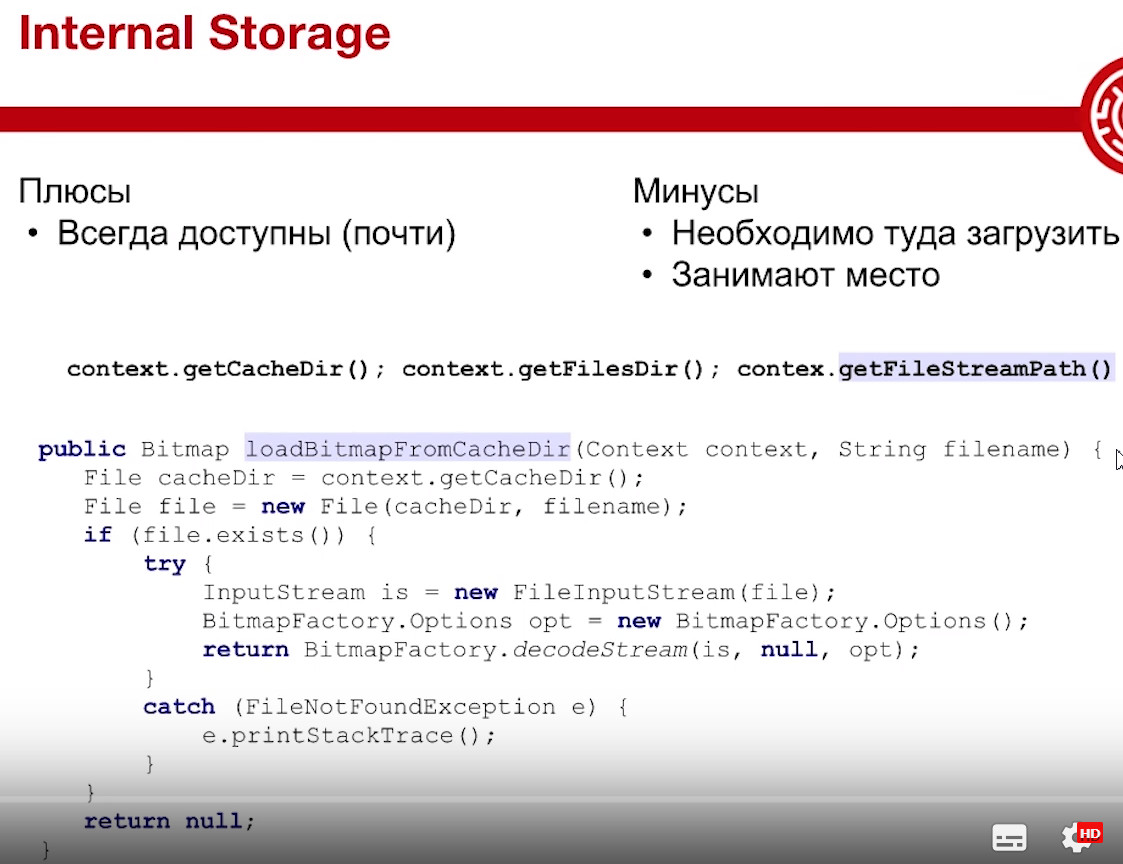 Internal Storage
Плюсы
• Всегда доступны (почти)
Минусы
• Необходимо туда загрузить
• Занимают место
context.getCacheDir(); context.getFilesDir(); contex.getFileStreamPath()
public Bitmap loadBitmapFromCacheDir(Context context, String filename) {
File cacheDir = context.getCacheDir();
File file = new File(cacheDir, filename);
if (file.exists()) {
try {
InputStream is = new FileInputStream(file);
BitmapFactory.Options opt = new BitmapFactory.Options();
return BitmapFactory.decodeStream(is, null, opt);
}
catch (FileNotFoundException e) {
e.printStackTrace();
}
}
return null;
}
HD